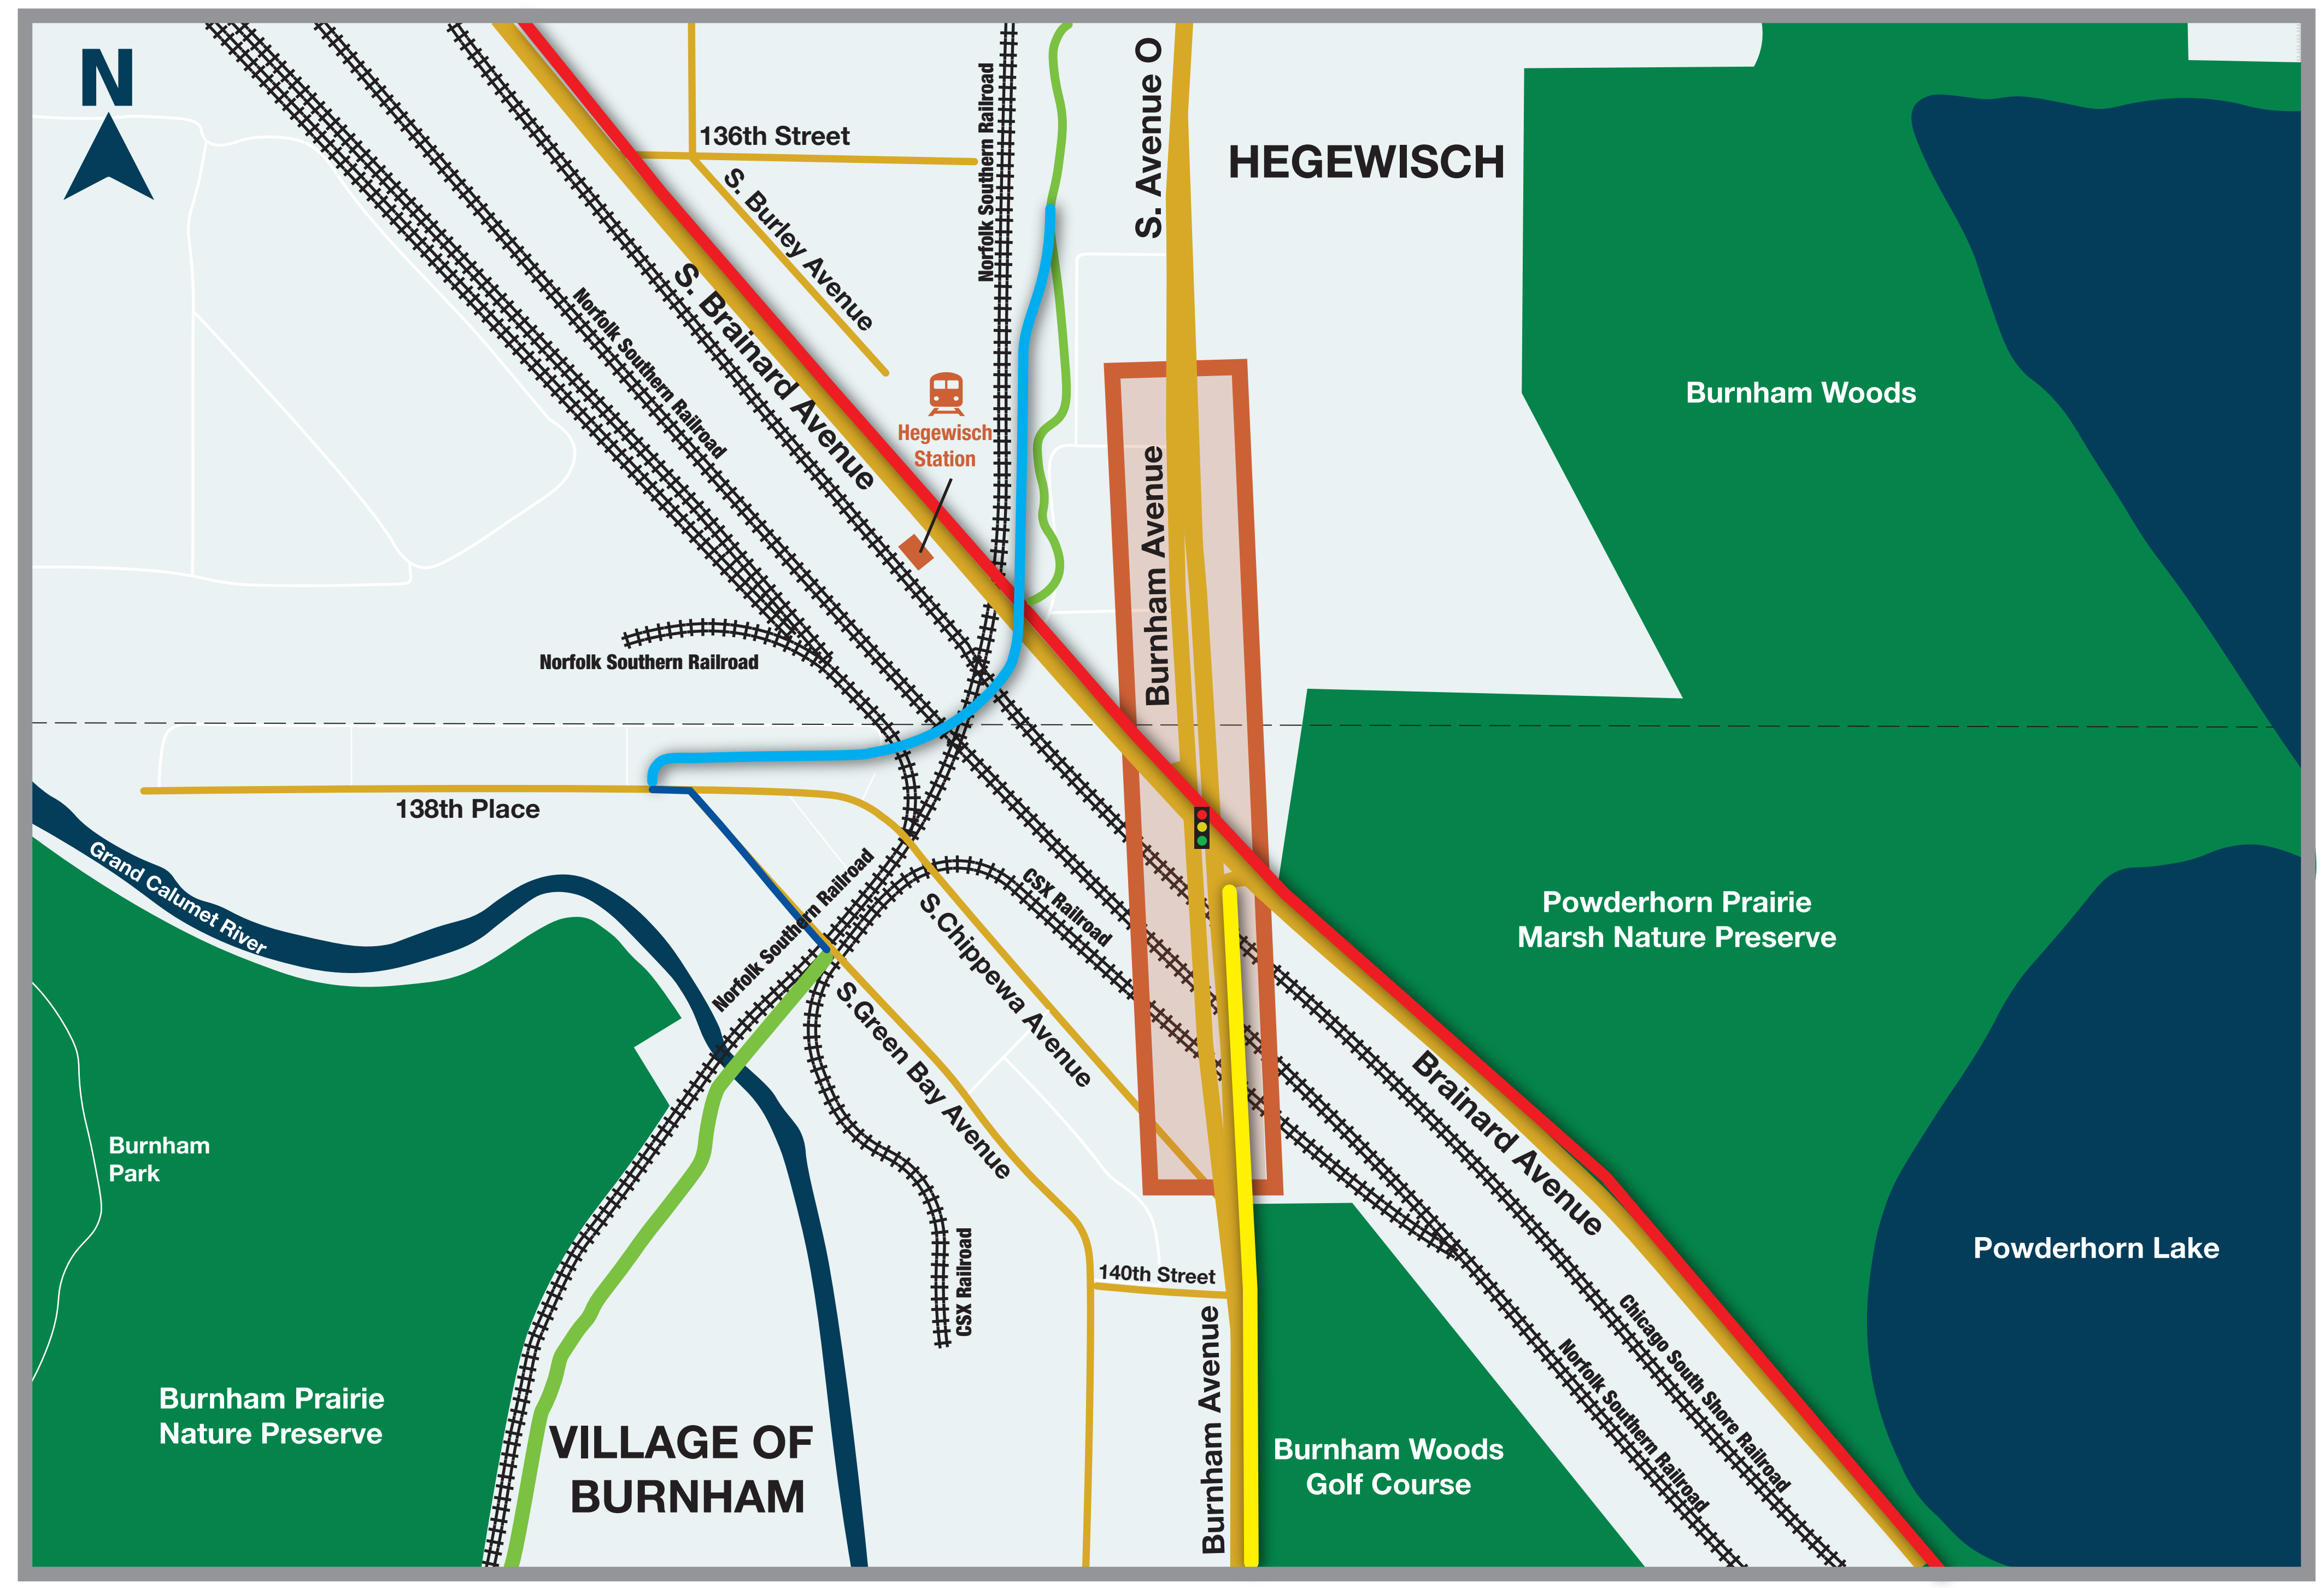 N
136th Street
S. Burley Avenue
Norfolk Southern Railroad
S. Avenue O
HEGEWISCH
S. Brainard Avenue
Norfolk Southern Railroad
Hegewisch
Station
Burnham Avenue
Burnham Woods
Norfolk Southern Railroad
138th Place
Grand Calumet River
Norfolk Southern Railroad
CSX Railroad
S.Chippewa Avenue
S.Green Bay Avenue
Powderhorn Prairie
Marsh Nature Preserve
Brainard Avenue
Burnham
Park
CSX Railroad
140th Street
Powderhorn Lake
Burnham Avenue
Chicago South Shore Railroad
Norfolk Southern Railroad
Burnham Prairie
Nature Preserve
VILLAGE OF
BURNHAM
Burnham Woods
Golf Course